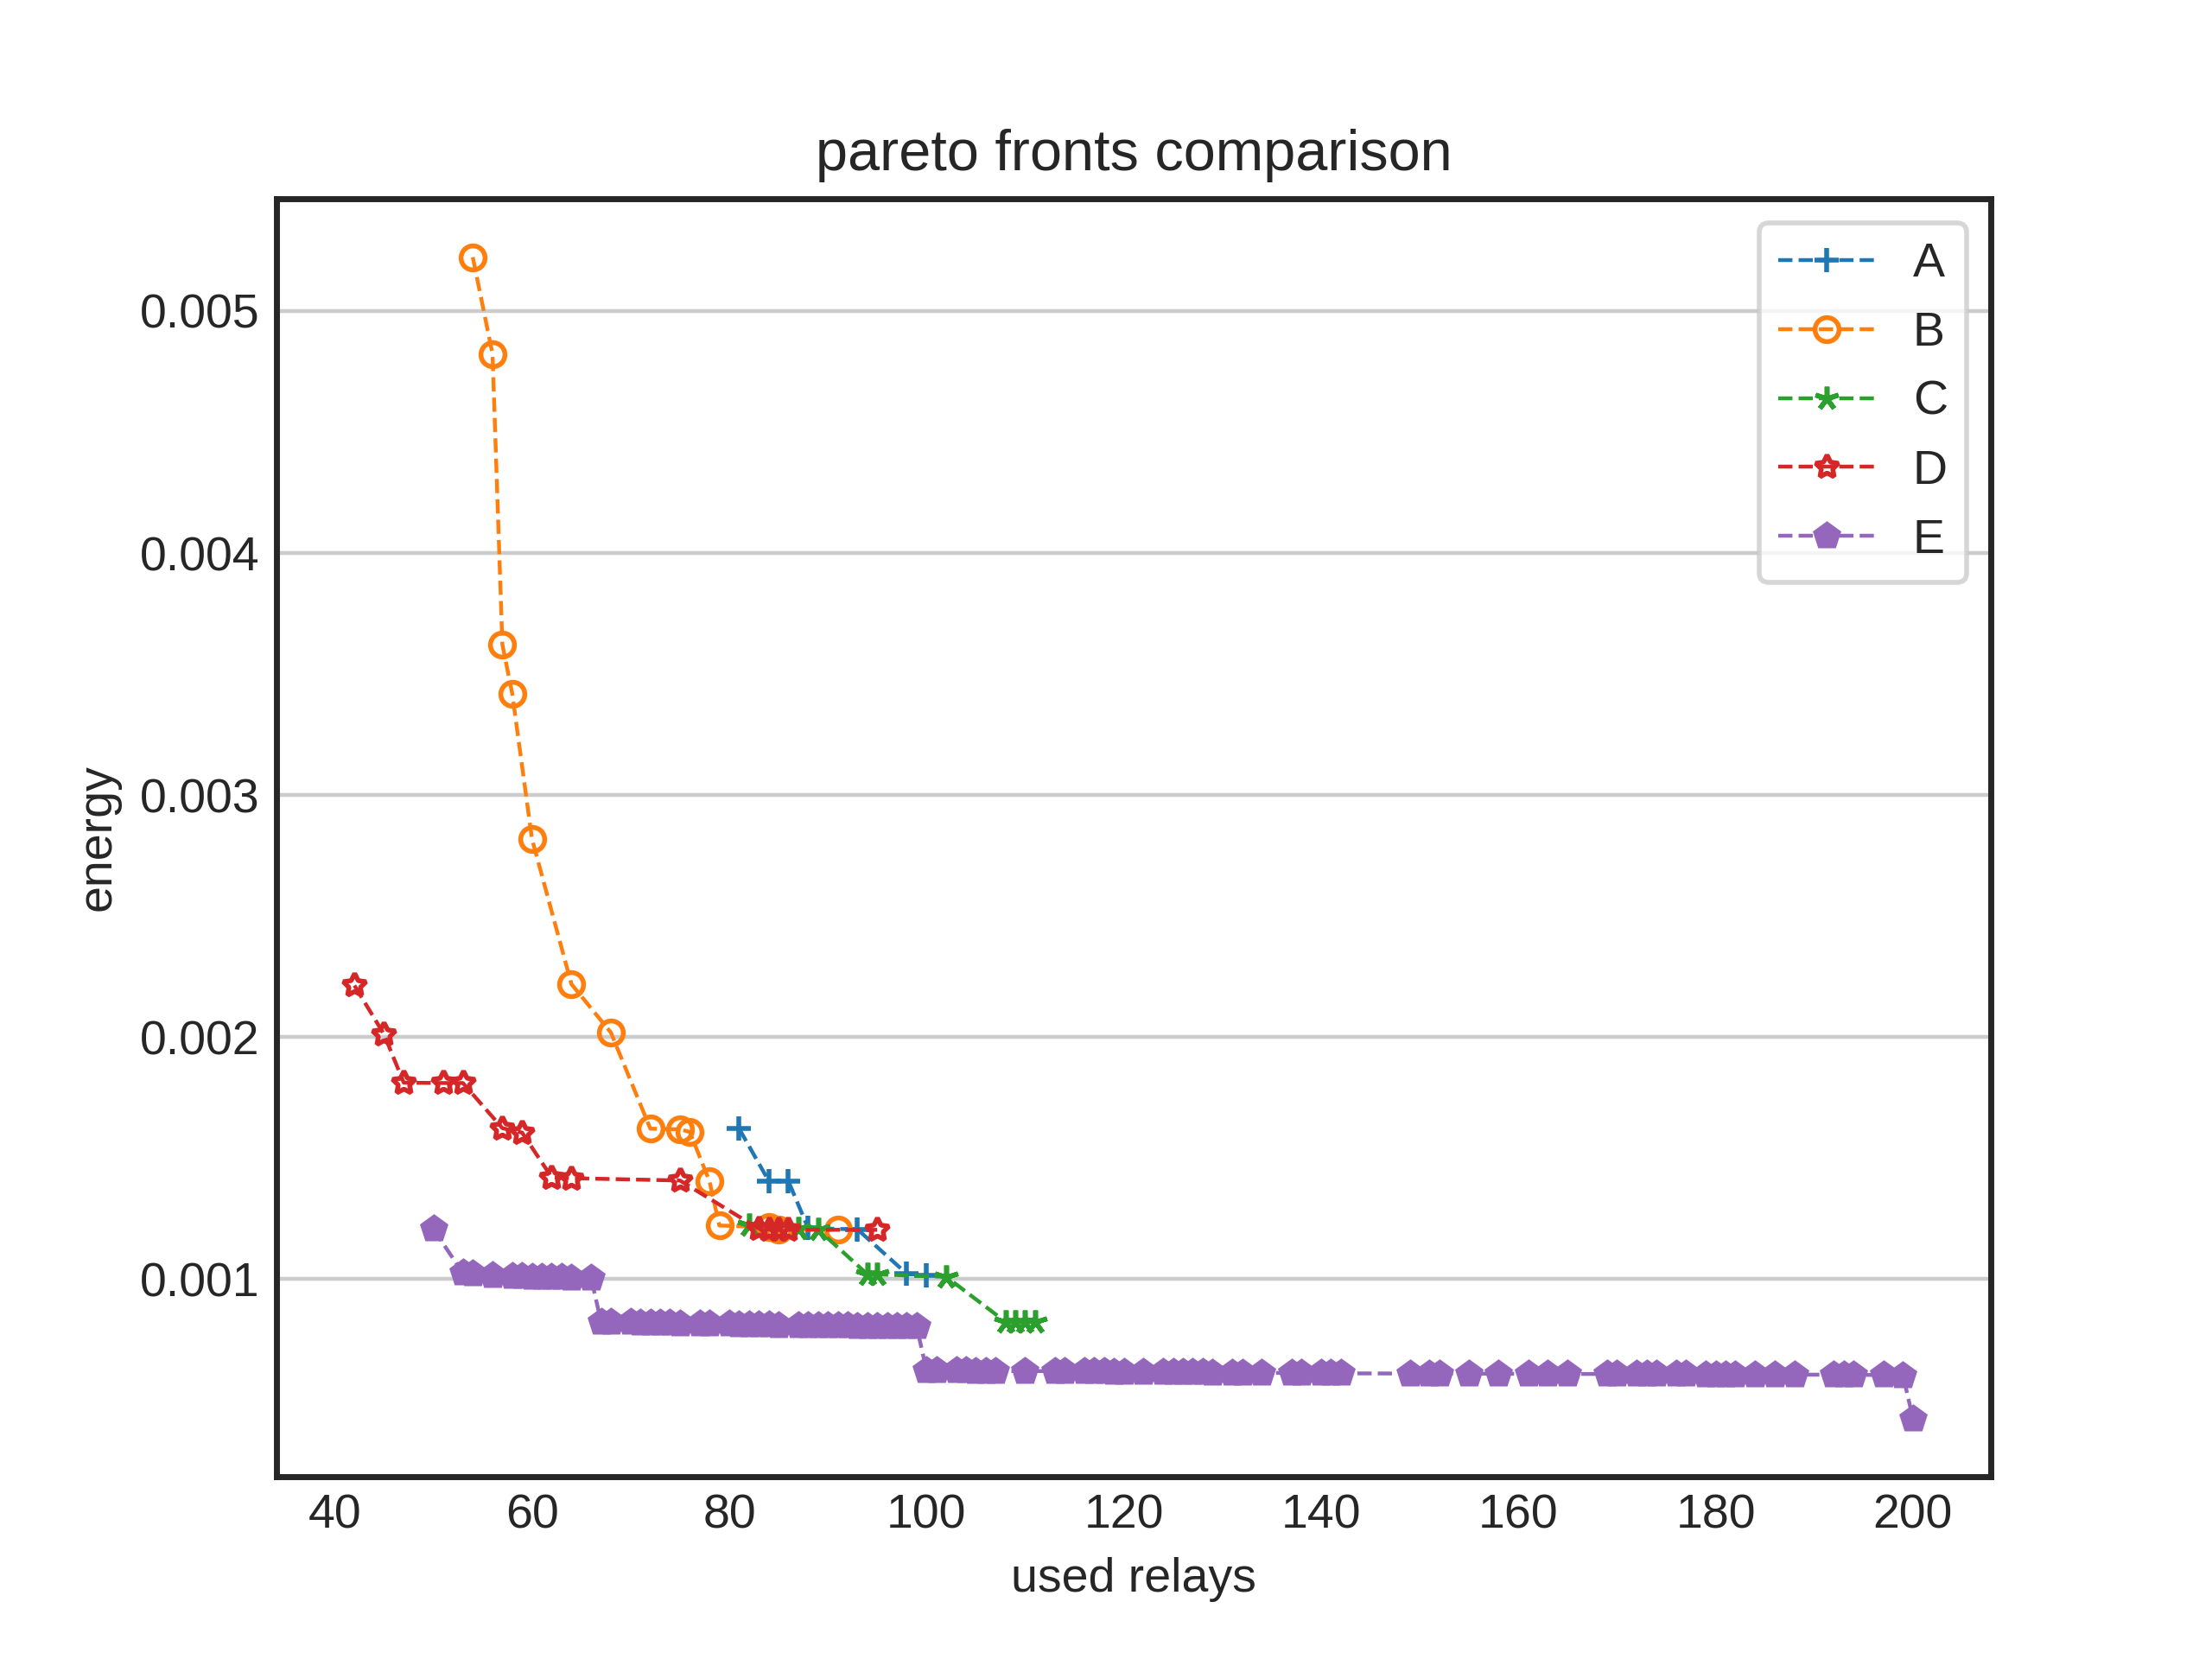 pareto fronts comparison
A
B
C
D
E
0.005
0.004
0.003
0.002
0.001
energy
40 60 80 100 120 140 160 180 200
used relays